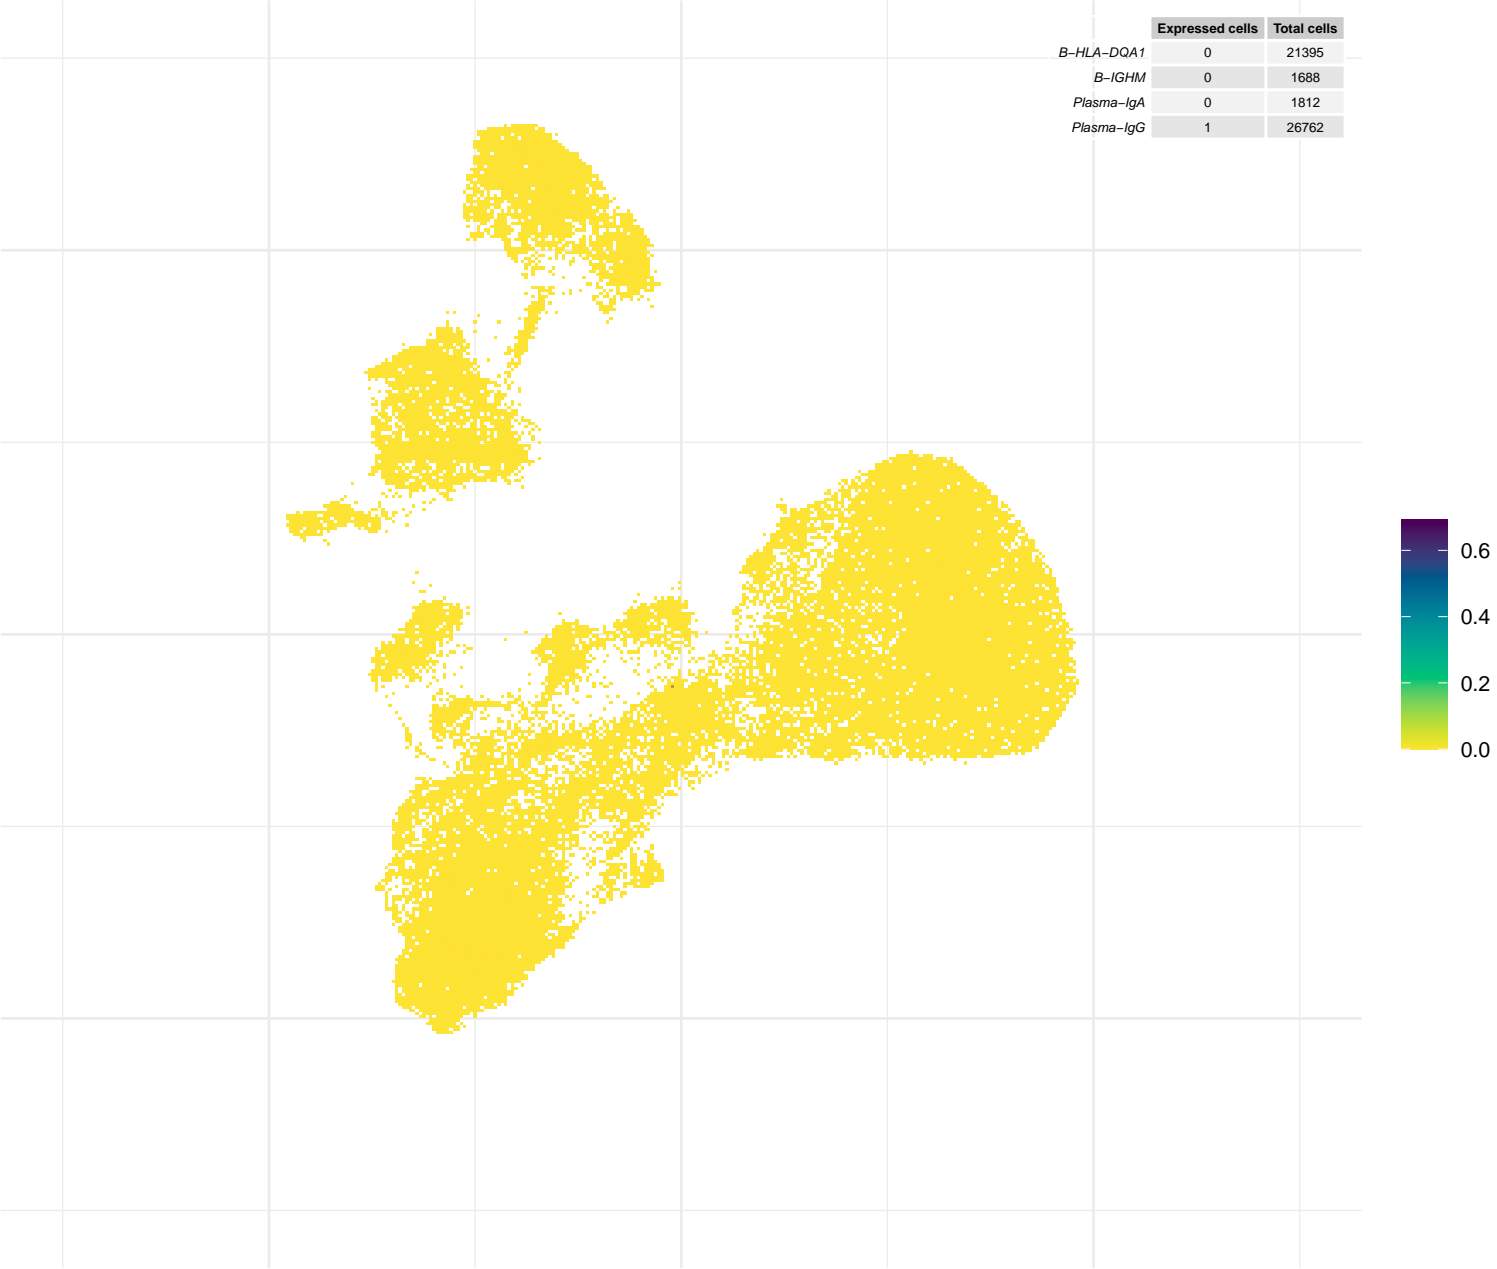 Expressed cells Total cells
B−HLA−DQA1 0 21395
B−IGHM 0 1688
Plasma−IgA 0 1812
Plasma−IgG 1 26762
0.6
0.4
0.2
0.0